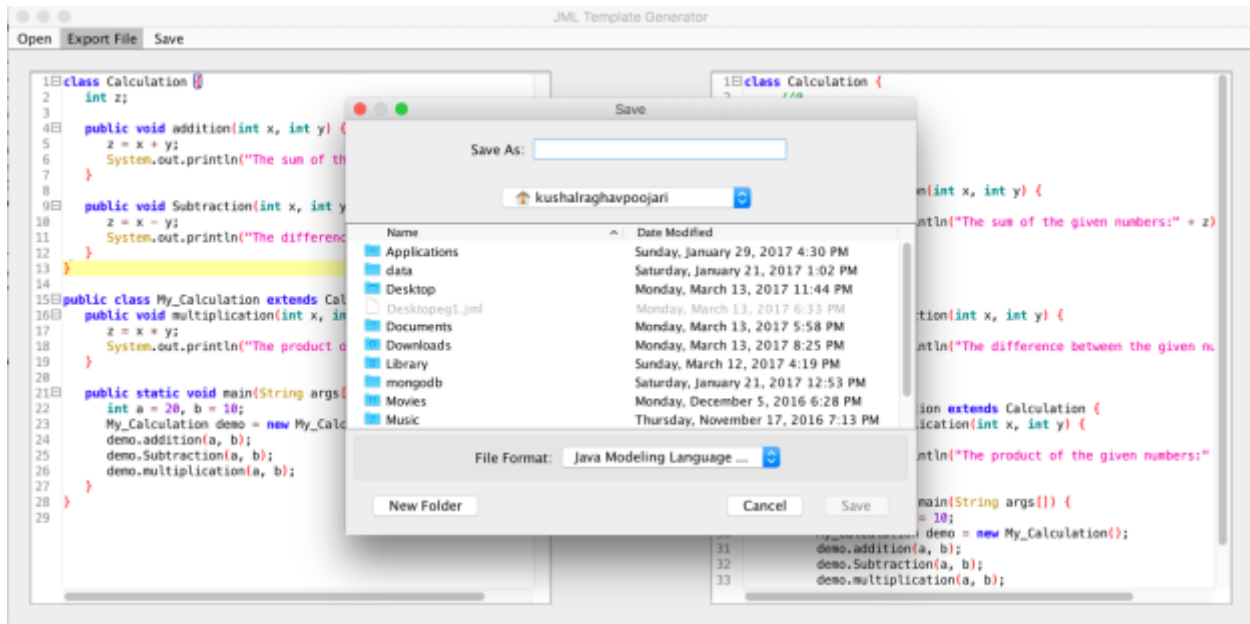 JML Template Generator
Open Export File Save
1 class Calculation {
2 int z;
3
4 public void addition(int x, int y) {
5 z = x + y;
6 System.out.println("The sum of th
7 }
8
9 public void Subtraction(int x, int y
10 z = x - y;
11 System.out.println("The differenc
12 }
13 }
14
15 public class My_Calculation extends Cal
16 public void multiplication(int x, in
17 z = x * y;
18 System.out.println("The product o
19 }
20
21 public static void main(String args[
22 int a = 20, b = 10;
23 My_Calculation demo = new My_Calc
24 demo.addition(a, b);
25 demo.Subtraction(a, b);
26 demo.multiplication(a, b);
27 }
28 }
29
Save
Save As:
kushalraghavpoojari
Name Date Modified
Applications Sunday, January 29, 2017 4:30 PM
data Saturday, January 21, 2017 1:02 PM
Desktop Monday, March 13, 2017 11:44 PM
Desktopeg1.jml Monday, March 13, 2017 6:33 PM
Documents Monday, March 13, 2017 5:58 PM
Downloads Monday, March 13, 2017 8:25 PM
Library Sunday, March 12, 2017 4:19 PM
mongodb Saturday, January 21, 2017 12:53 PM
Movies Monday, December 5, 2016 6:28 PM
Music Thursday, November 17, 2016 7:13 PM
File Format: Java Modeling Language ...
New Folder Cancel Save
1 class Calculation {
on(int x, int y) {
ntln("The sum of the given numbers:" + z)
tion(int x, int y) {
ntln("The difference between the given nu
ion extends Calculation {
ication(int x, int y) {
ntln("The product of the given numbers:"
main(String args[]) {
= 10;
demo = new My_Calculation();
31 demo.addition(a, b);
32 demo.Subtraction(a, b);
33 demo.multiplication(a, b);